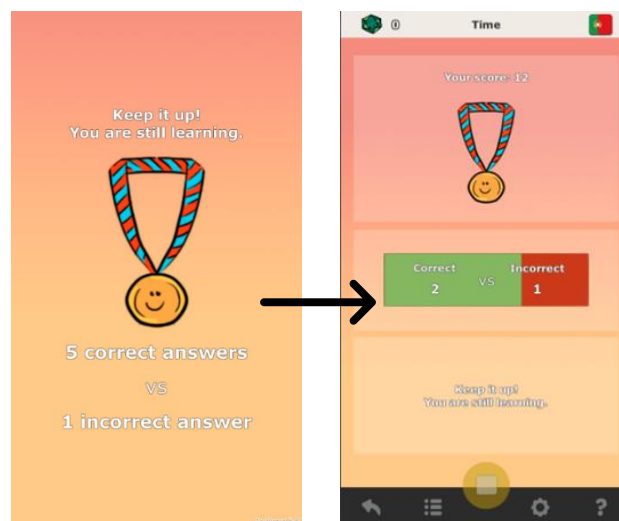 Keep it up!
You are still learning.
5 correct answers
VS
1 incorrect answer
0
Time
Your score: 12
Correct
2
VS
Incorrect
1
Keep it up!
You are still learning.
?